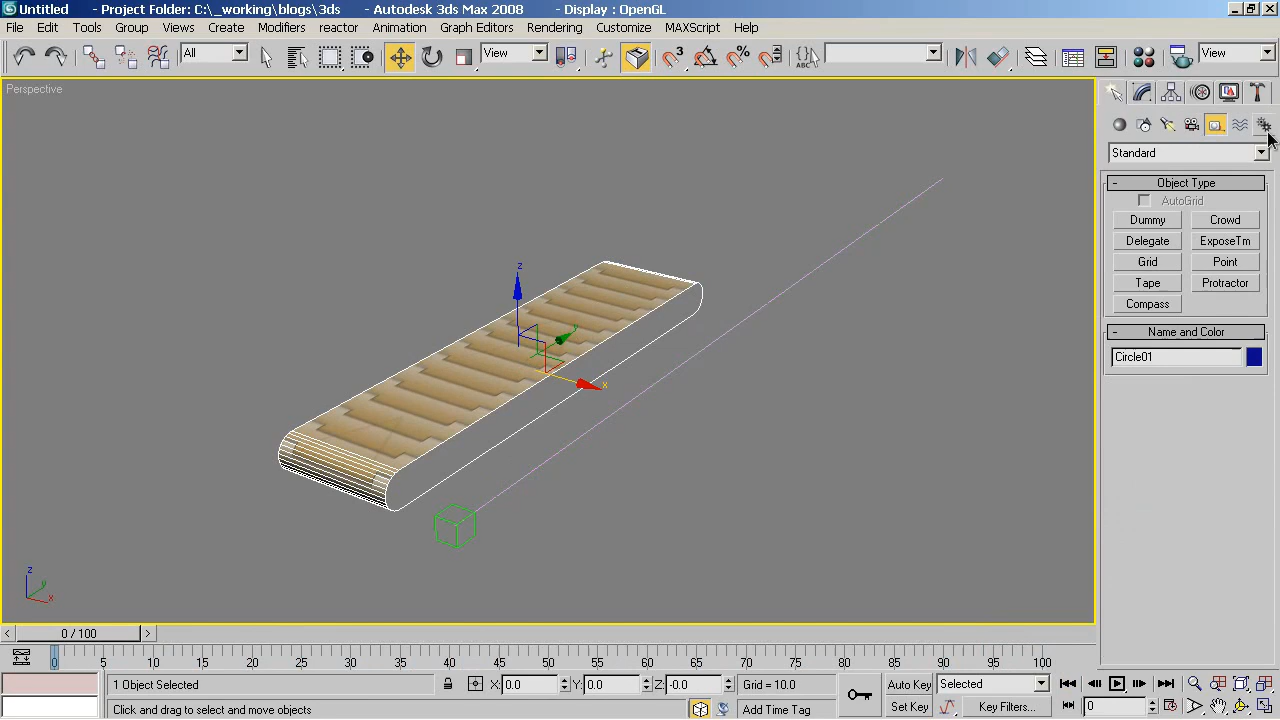 Untitled - Project Folder: C:\_working\blogs\3ds - Autodesk 3ds Max 2008 - Display : OpenGL
File Edit Tools Group Views Create Modifiers reactor Animation Graph Editors Rendering Customize MAXScript Help
All View 3 % ABC View
Perspective
Standard
- Object Type
AutoGrid
Dummy Crowd
Delegate ExposeTm
Grid Point
Tape Protractor
Compass
- Name and Color
Circle01
z
y
x
z
y
x
< 0 / 100 >
0 5 10 15 20 25 30 35 40 45 50 55 60 65 70 75 80 85 90 95 100
1 Object Selected X: 0.0 Y: 0.0 Z: -0.0 Grid = 10.0 Auto Key Selected
Click and drag to select and move objects Add Time Tag Set Key Key Filters... 0